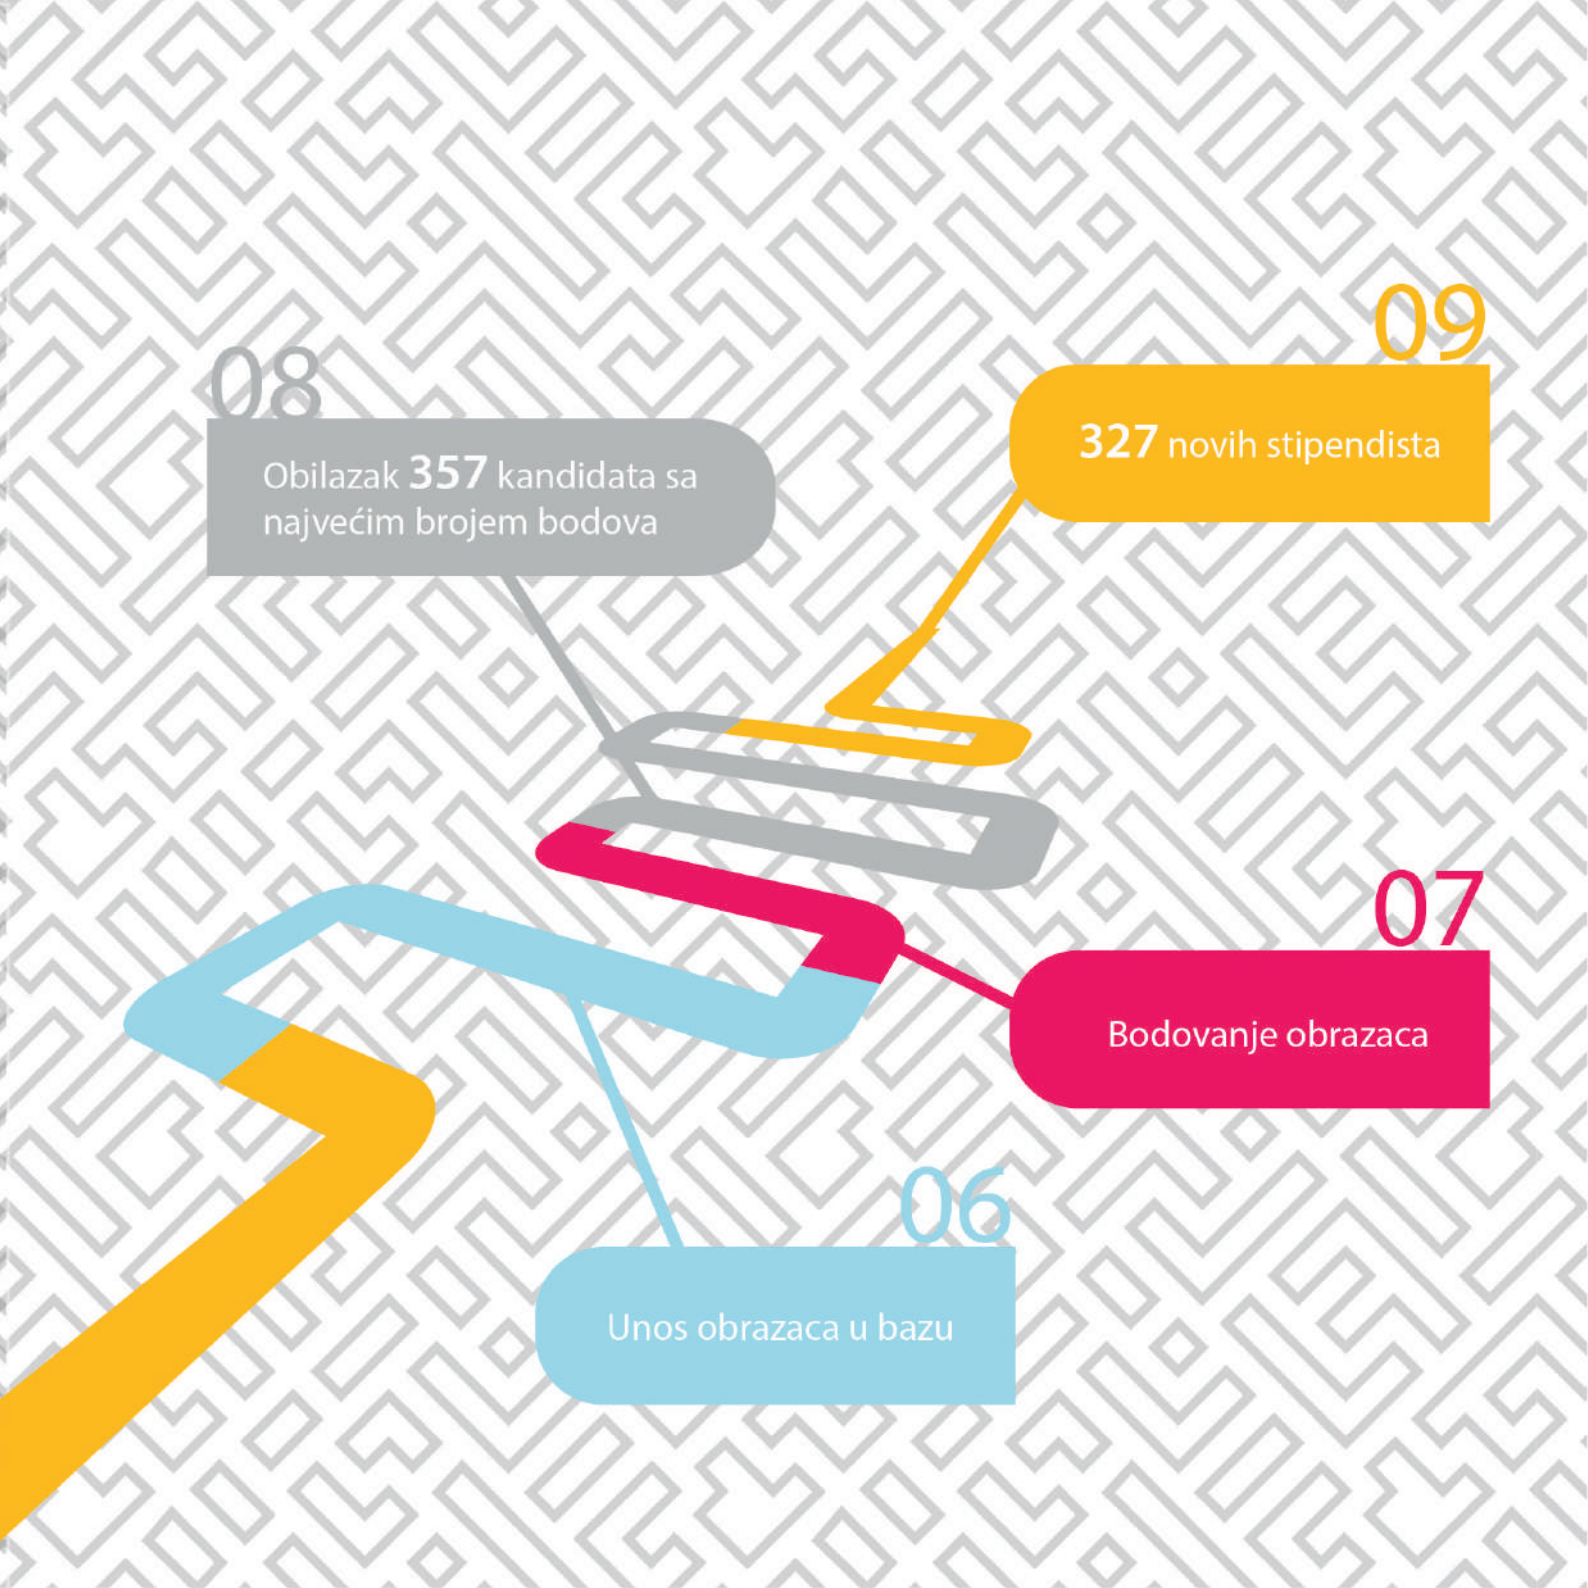 09
327 novih stipendista
08
Obilazak 357 kandidata sa
najvećim brojem bodova
07
Bodovanje obrazaca
06
Unos obrazaca u bazu